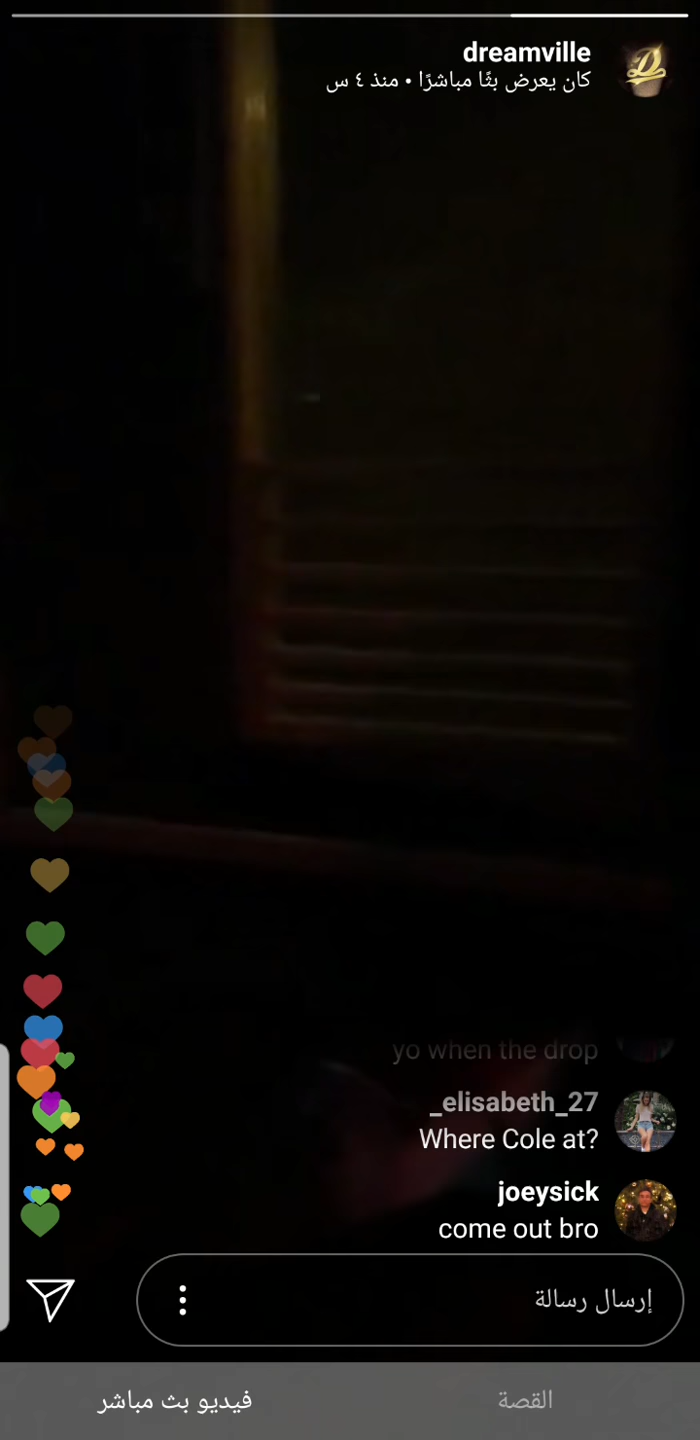 dreamville
كان يعرض بثًا مباشرًا • منذ ٤ س
yo when the drop
_elisabeth_27
Where Cole at?
joeysick
come out bro
إرسال رسالة
القصة
فيديو بث مباشر